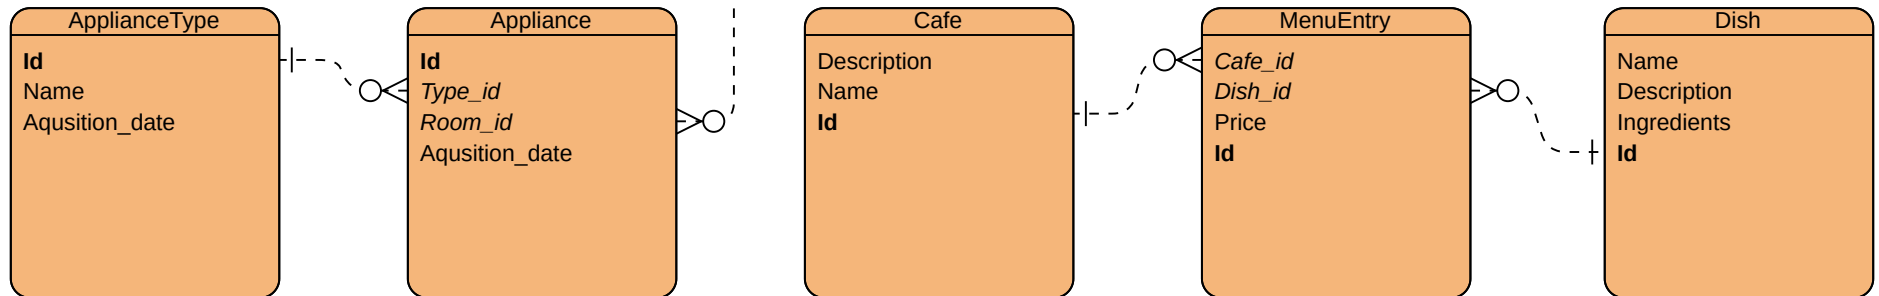 ApplianceType
Id
Name
Aqusition_date
Appliance
Id
Type_id
Room_id
Aqusition_date
Cafe
Description
Name
Id
MenuEntry
Cafe_id
Dish_id
Price
Id
Dish
Name
Description
Ingredients
Id